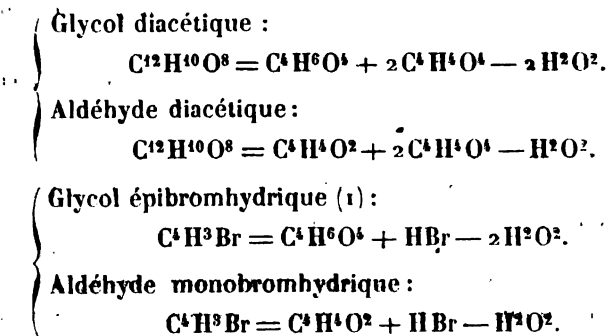 Glycol diacétique :
C¹²H¹⁰O⁸ = C⁴H⁶O⁴ + 2C⁴H⁴O⁴ — 2H²O².
Aldéhyde diacétique :
C¹²H¹⁰O⁸ = C⁴H⁴O² + 2C⁴H⁴O⁴ — H²O².
Glycol épibromhydrique (1) :
C⁴H³Br = C⁴H⁶O⁴ + HBr — 2H²O².
Aldéhyde monobromhydrique :
C⁴H³Br = C⁴H⁴O² + HBr — H²O².